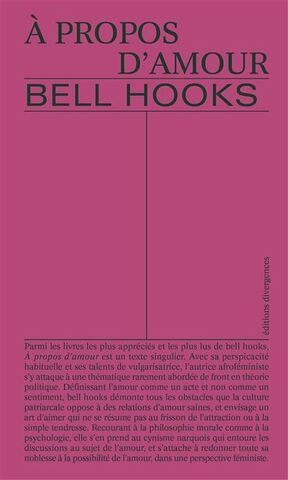 À PROPOS
D'AMOUR
BELL HOOKS
éditions divergences
Parmi les livres les plus appréciés et les plus lus de bell hooks,
À propos d'amour est un texte singulier. Avec sa perspicacité
habituelle et ses talents de vulgarisatrice, l'autrice afroféministe
s'y attaque à une thématique rarement abordée de front en théorie
politique. Définissant l'amour comme un acte et non comme un
sentiment, bell hooks démonte tous les obstacles que la culture
patriarcale oppose à des relations d'amour saines, et envisage un
art d'aimer qui ne se résume pas au frisson de l'attraction ou à la
simple tendresse. Recourant à la philosophie morale comme à la
psychologie, elle s'en prend au cynisme narquois qui entoure les
discussions au sujet de l'amour, et s'attache à redonner toute sa
noblesse à la possibilité de l'amour, dans une perspective féministe.